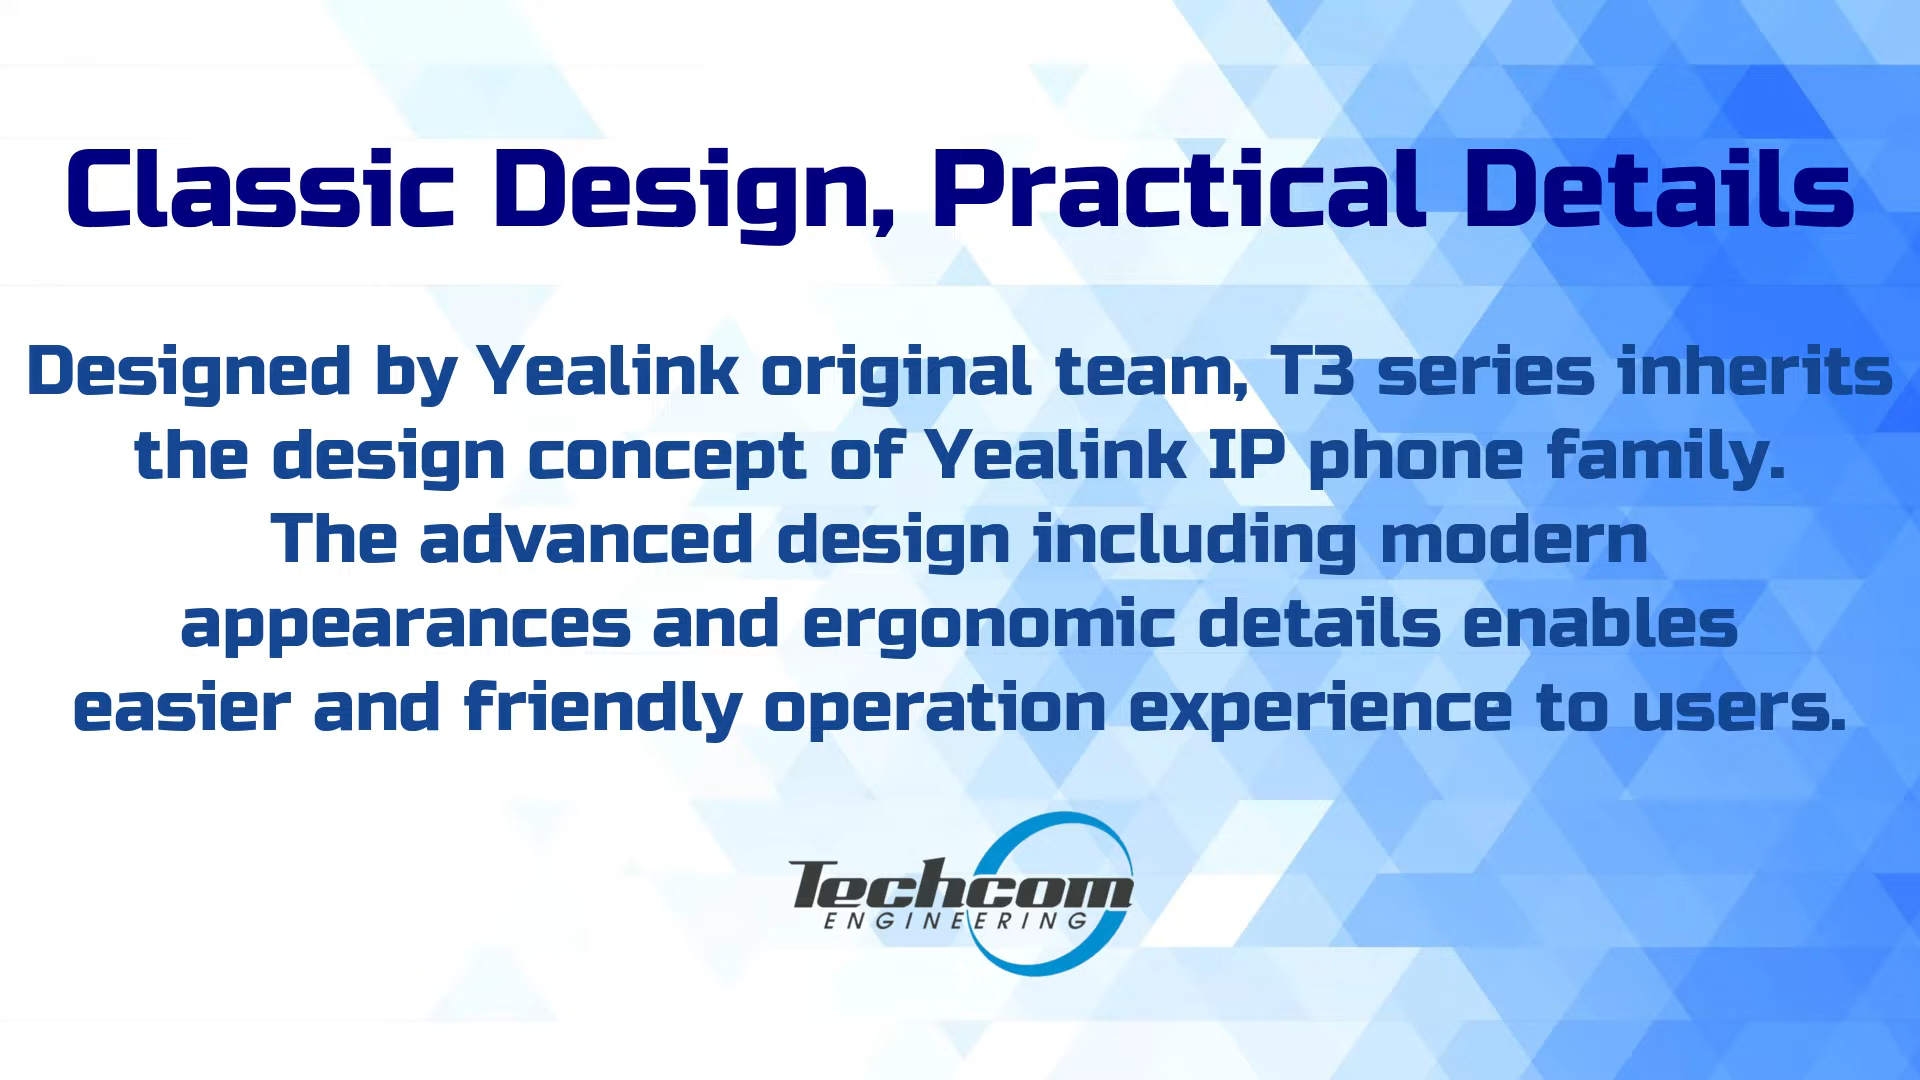 Classic Design, Practical Details
Designed by Yealink original team, T3 series inherits
the design concept of Yealink IP phone family.
The advanced design including modern
appearances and ergonomic details enables
easier and friendly operation experience to users.
Techcom
ENGINEERING